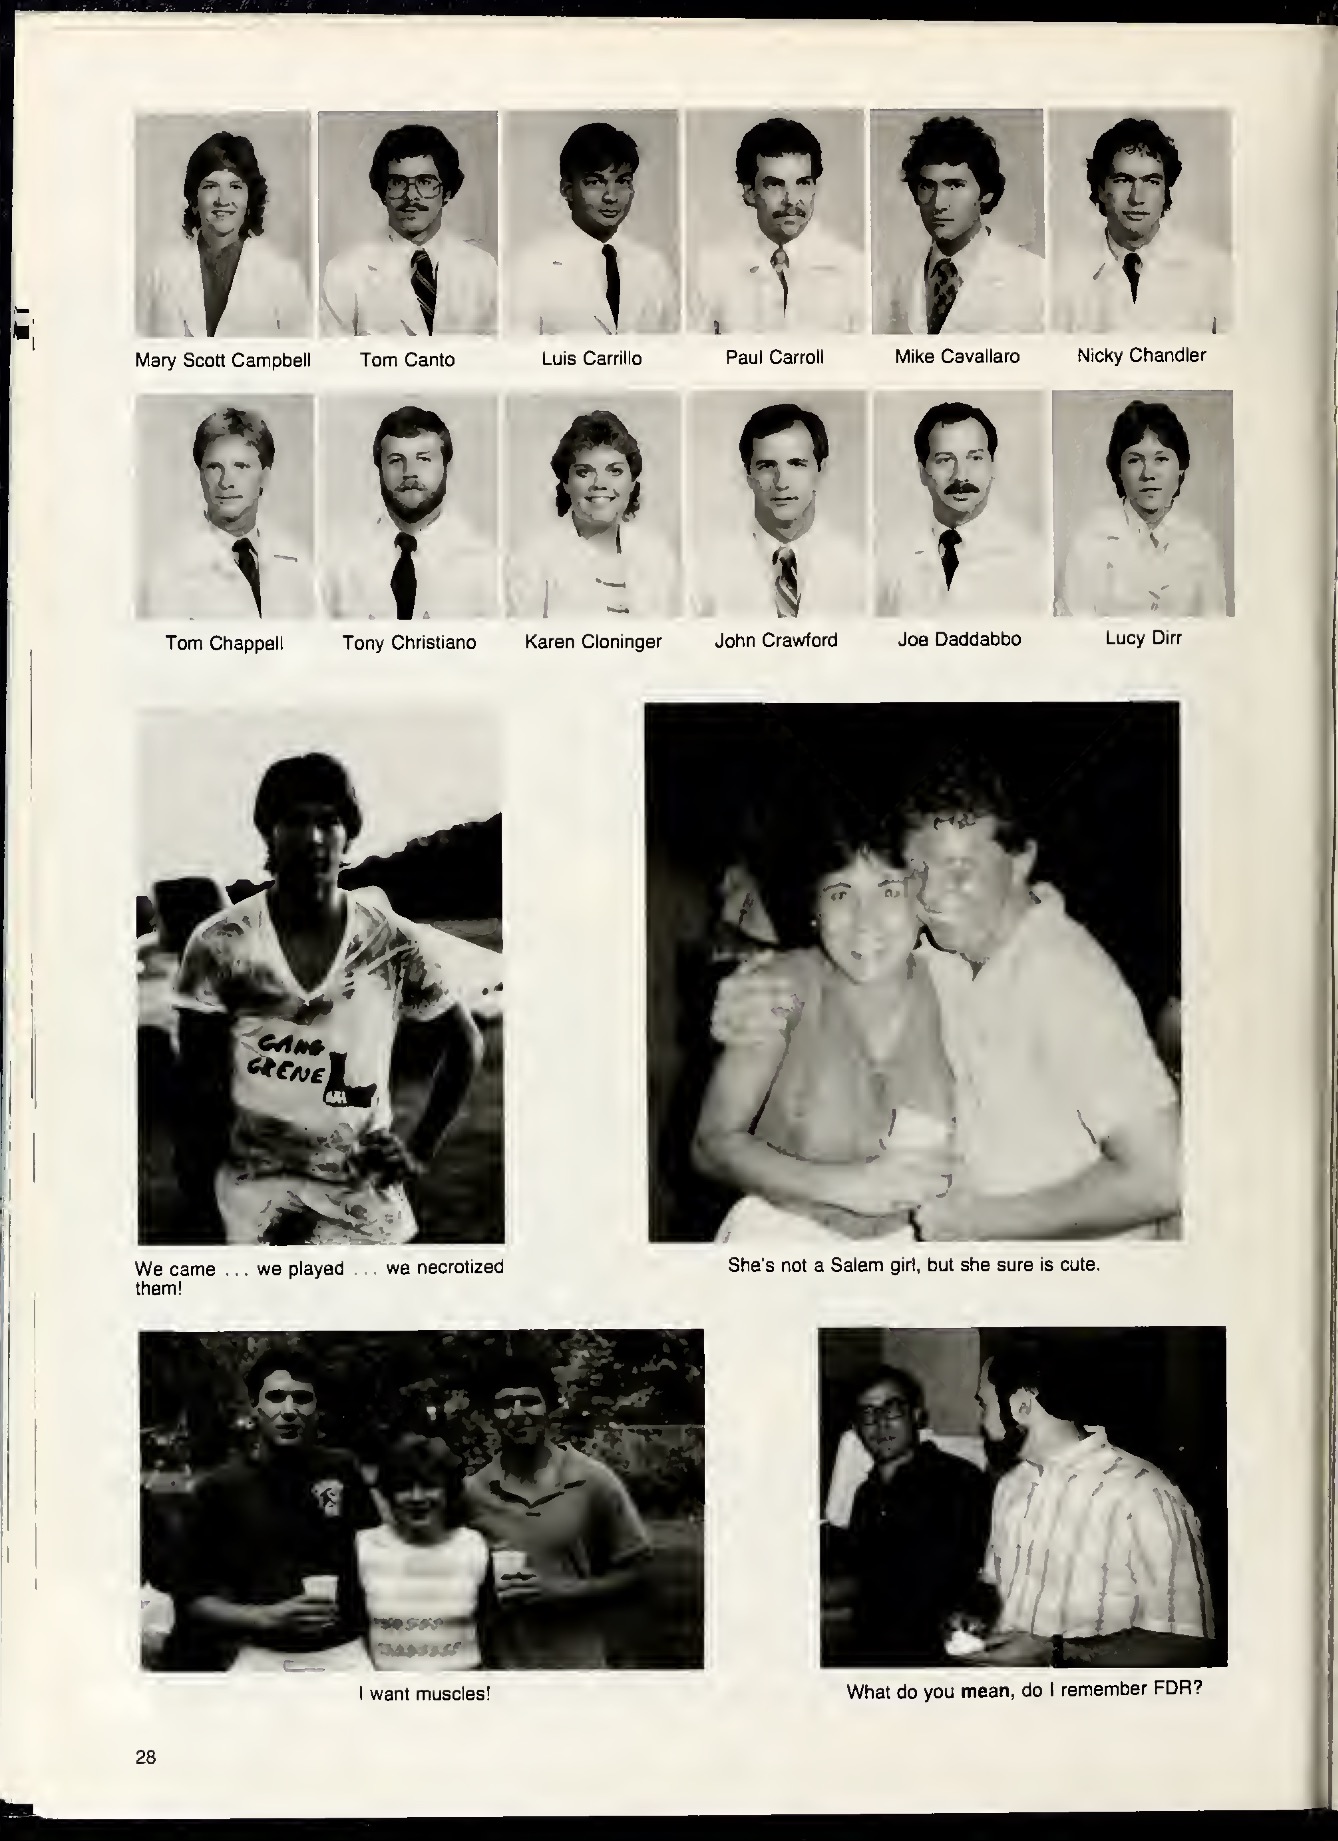 Mary Scott Campbell Tom Canto Luis Carrillo Paul Carroll Mike Cavallaro Nicky Chandler
Tom Chappell Tony Christiano Karen Cloninger John Crawford Joe Daddabbo Lucy Dirr
GANG
GRENE
We came ... we played ... we necrotized
them!
She's not a Salem girl, but she sure is cute.
I want muscles!
What do you mean, do I remember FDR?
28